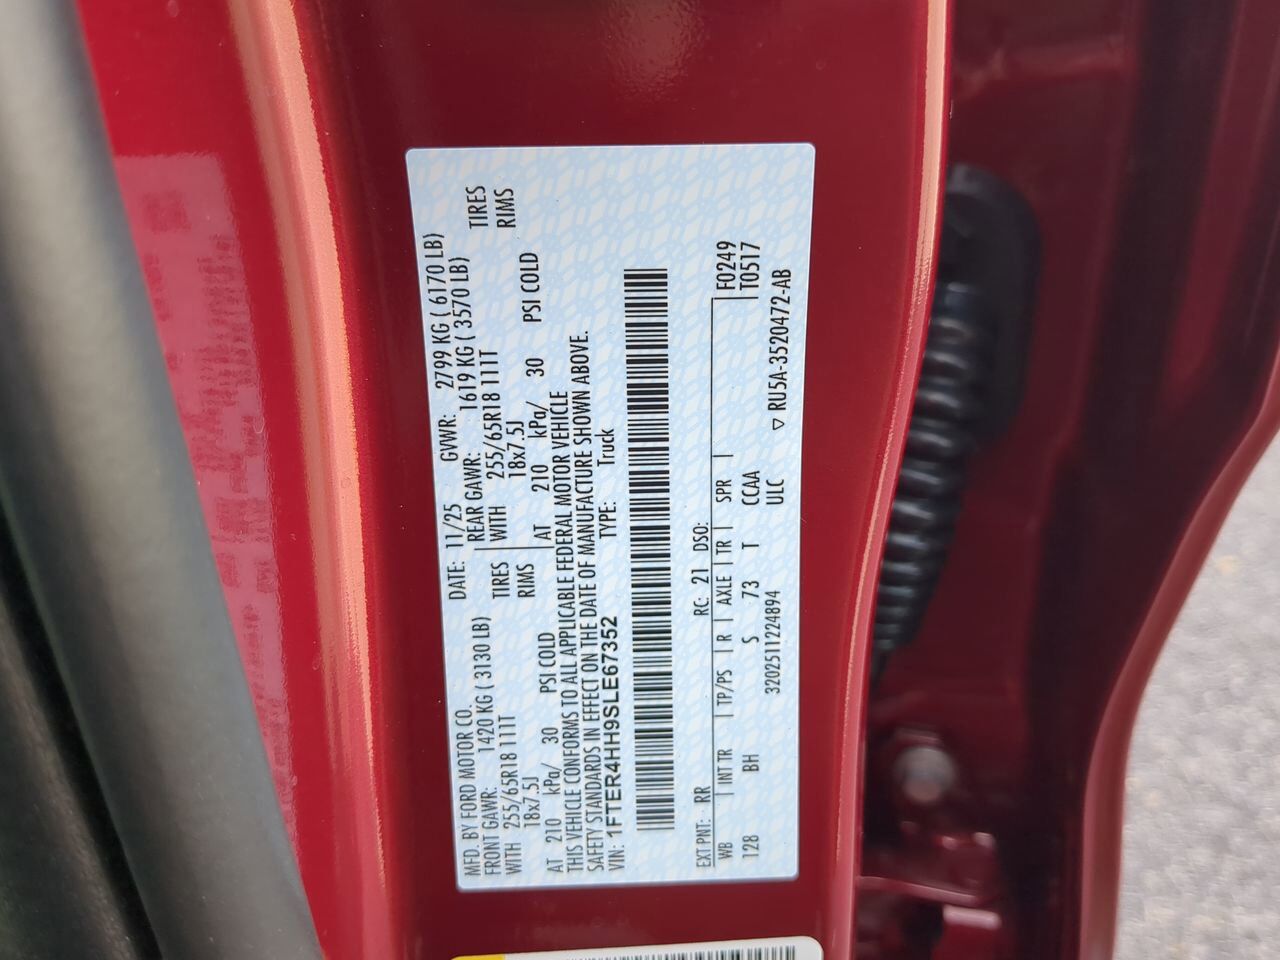 MFD. BY FORD MOTOR CO.
DATE: 11/25 GVWR: 2799 KG ( 6170 LB)
FRONT GAWR: 1420 KG ( 3130 LB)
REAR GAWR: 1619 KG ( 3570 LB)
WITH 255/65R18 111T TIRES
WITH 255/65R18 111T TIRES
18x7.5J RIMS
18x7.5J RIMS
AT 210 kPa/ 30 PSI COLD
AT 210 kPa/ 30 PSI COLD
THIS VEHICLE CONFORMS TO ALL APPLICABLE FEDERAL MOTOR VEHICLE
SAFETY STANDARDS IN EFFECT ON THE DATE OF MANUFACTURE SHOWN ABOVE.
VIN: 1FTER4HH9SLE67352 TYPE: Truck
EXT PNT: RR RC: 21 DSO: F0249
WB INT TR TP/PS R AXLE TR SPR T0517
128 BH S 73 T CCAA
3202511224894 ULC ▽ RU5A-3520472-AB